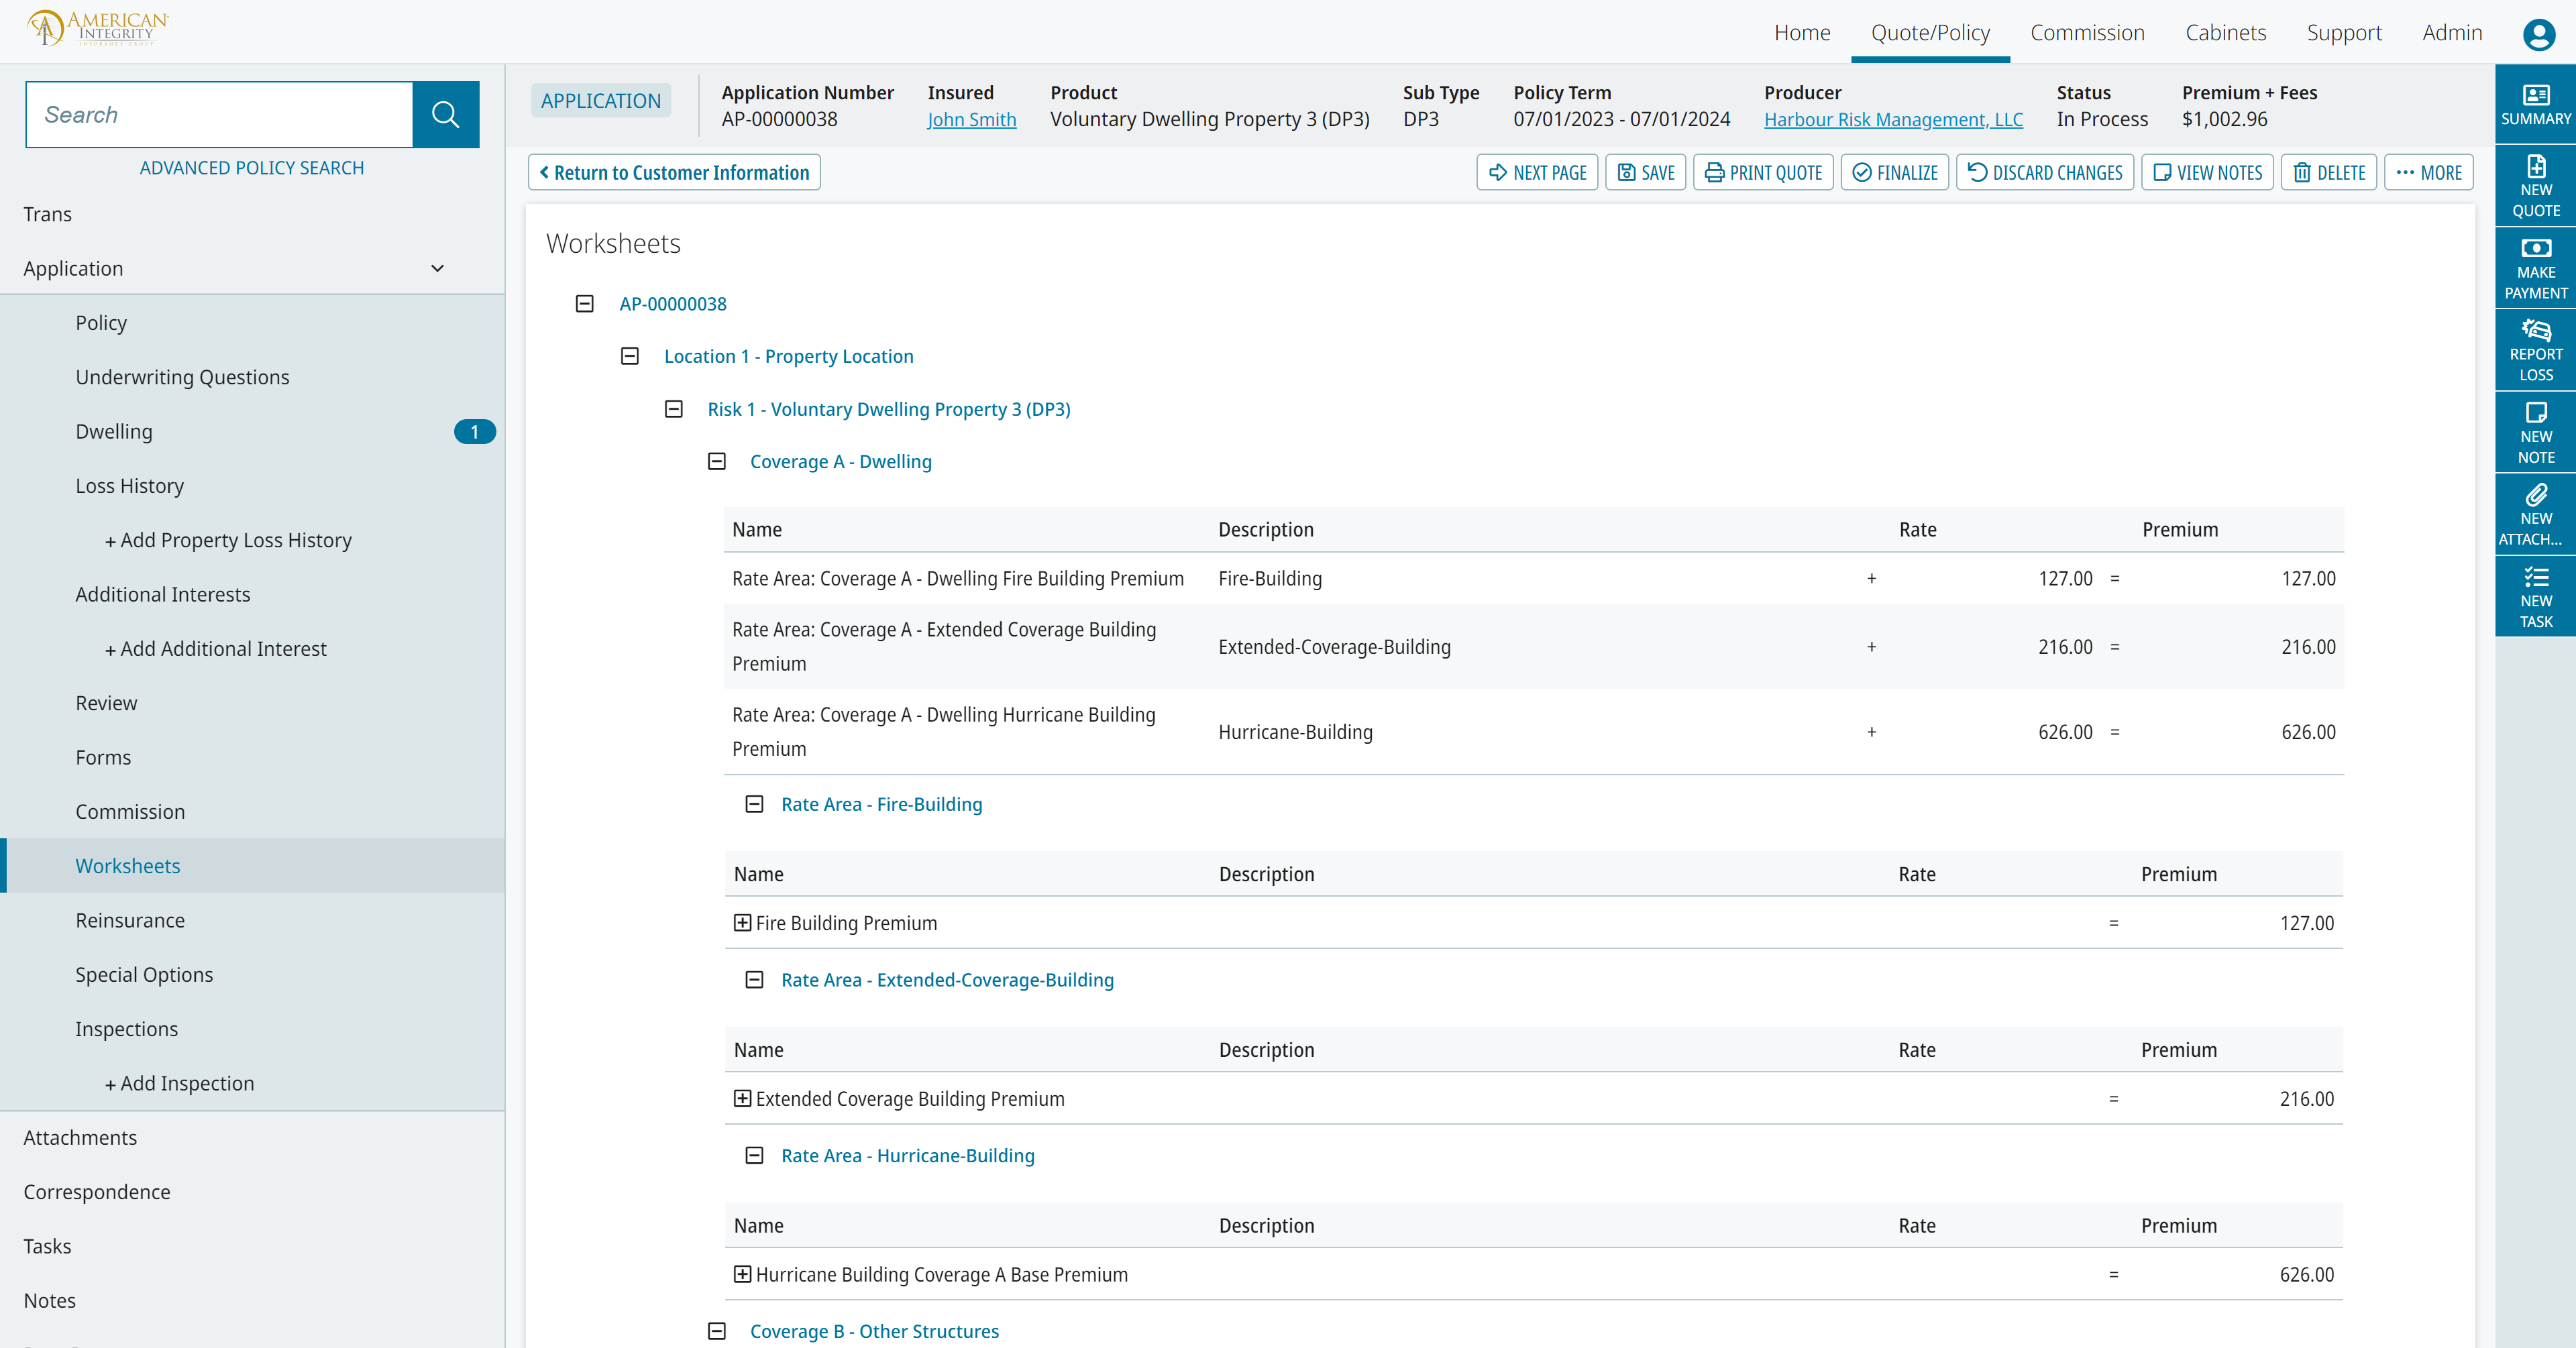 AMERICAN
INTEGRITY
INSURANCE GROUP
Home
Quote/Policy
Commission
Cabinets
Support
Admin
Search
ADVANCED POLICY SEARCH
Trans
Application
Policy
Underwriting Questions
Dwelling 1
Loss History
+ Add Property Loss History
Additional Interests
+ Add Additional Interest
Review
Forms
Commission
Worksheets
Reinsurance
Special Options
Inspections
+ Add Inspection
Attachments
Correspondence
Tasks
Notes
APPLICATION
Application Number
AP-00000038
Insured
John Smith
Product
Voluntary Dwelling Property 3 (DP3)
Sub Type
DP3
Policy Term
07/01/2023 - 07/01/2024
Producer
Harbour Risk Management, LLC
Status
In Process
Premium + Fees
$1,002.96
Return to Customer Information
NEXT PAGE
SAVE
PRINT QUOTE
FINALIZE
DISCARD CHANGES
VIEW NOTES
DELETE
MORE
Worksheets
AP-00000038
Location 1 - Property Location
Risk 1 - Voluntary Dwelling Property 3 (DP3)
Coverage A - Dwelling
Name Description Rate Premium
Rate Area: Coverage A - Dwelling Fire Building Premium Fire-Building + 127.00 = 127.00
Rate Area: Coverage A - Extended Coverage Building
Premium Extended-Coverage-Building + 216.00 = 216.00
Rate Area: Coverage A - Dwelling Hurricane Building
Premium Hurricane-Building + 626.00 = 626.00
Rate Area - Fire-Building
Name Description Rate Premium
Fire Building Premium = 127.00
Rate Area - Extended-Coverage-Building
Name Description Rate Premium
Extended Coverage Building Premium = 216.00
Rate Area - Hurricane-Building
Name Description Rate Premium
Hurricane Building Coverage A Base Premium = 626.00
Coverage B - Other Structures
SUMMARY
NEW
QUOTE
MAKE
PAYMENT
REPORT
LOSS
NEW
NOTE
NEW
ATTACH...
NEW
TASK